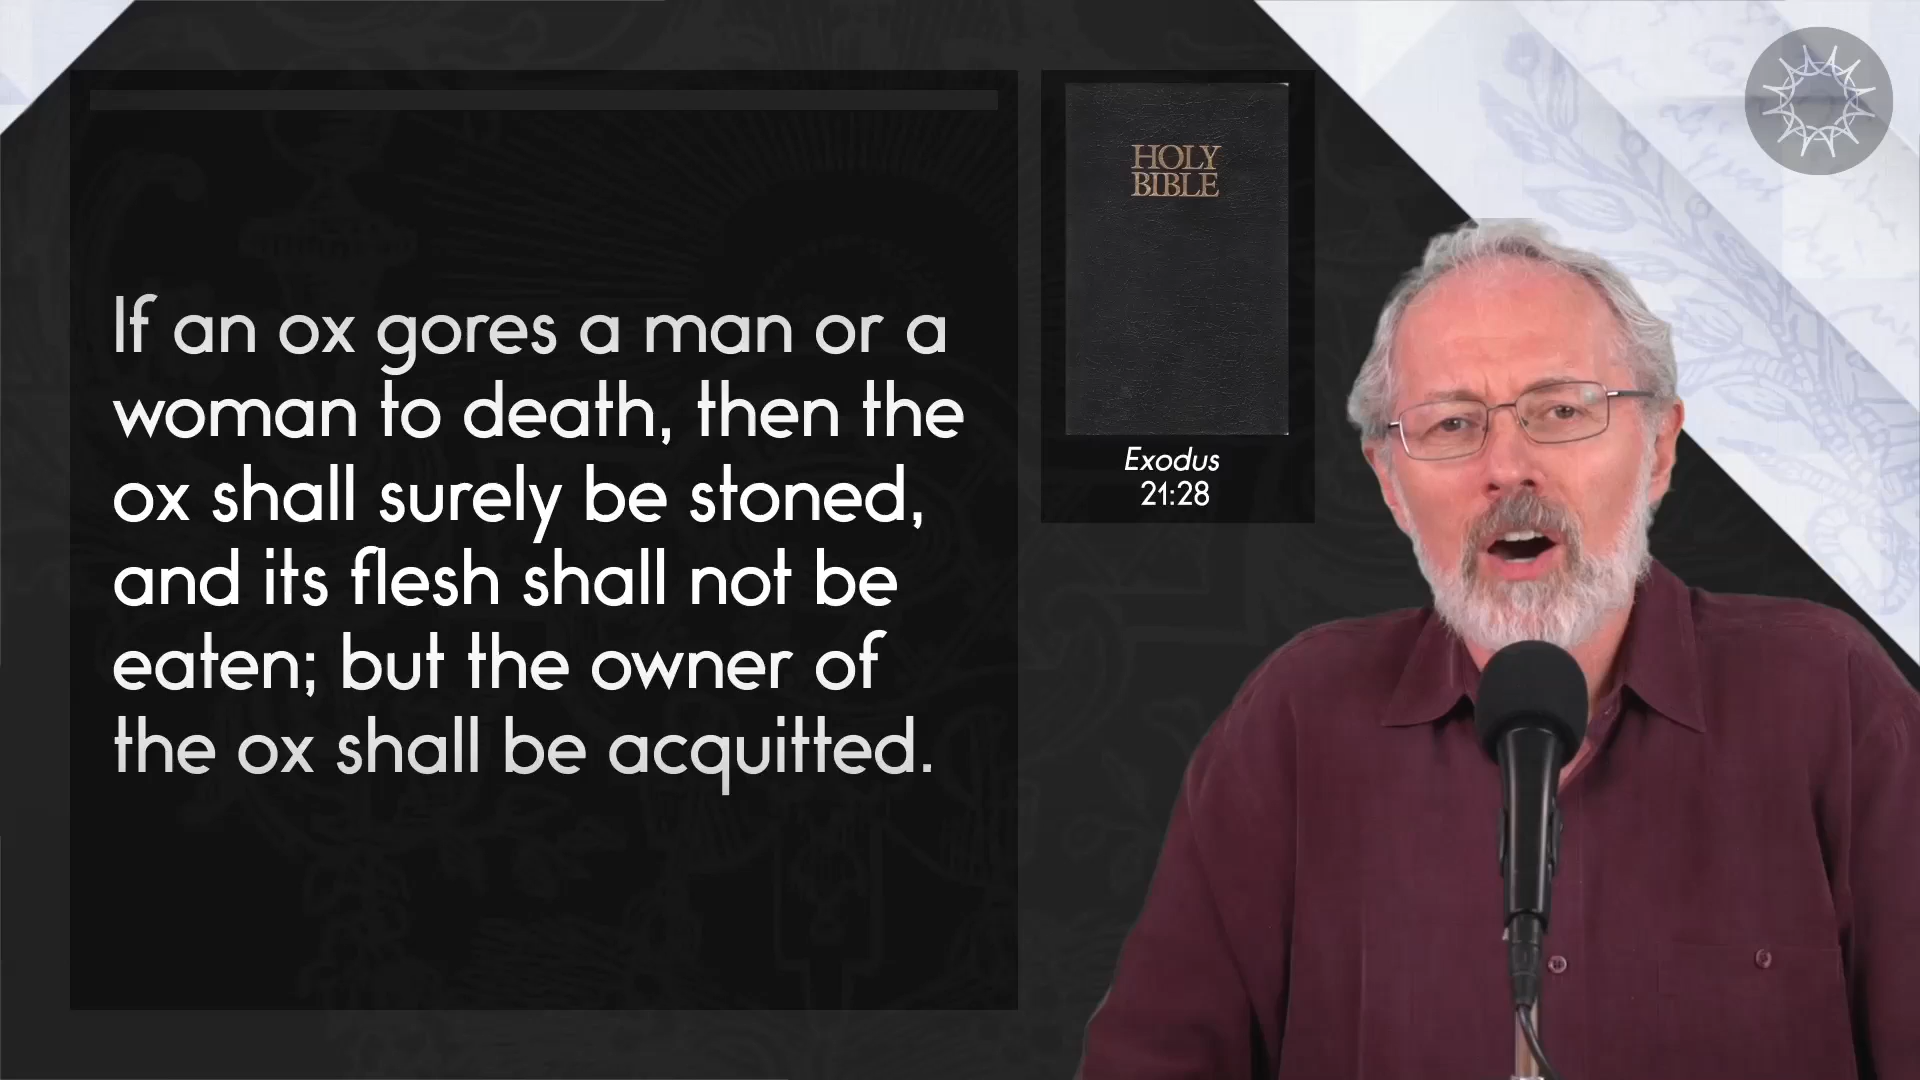 If an ox gores a man or a
woman to death, then the
ox shall surely be stoned,
and its flesh shall not be
eaten; but the owner of
the ox shall be acquitted.
HOLY
BIBLE
Exodus
21:28